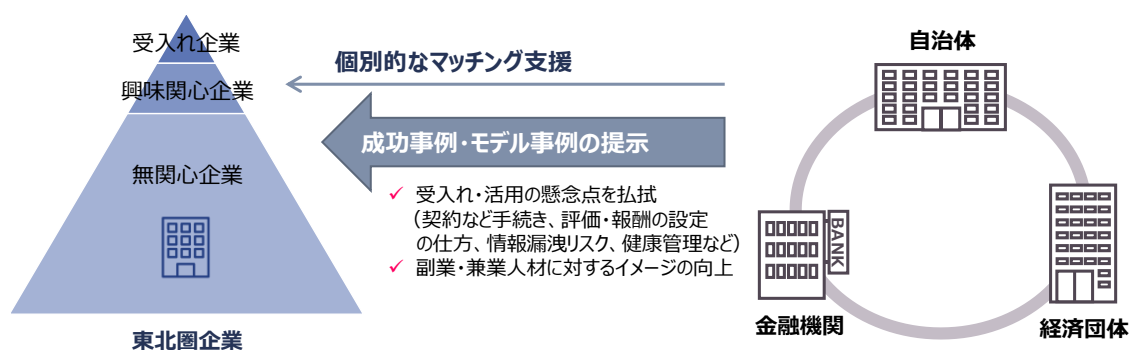 受入れ企業
興味関心企業
無関心企業
東北圏企業
個別的なマッチング支援
成功事例・モデル事例の提示
✓ 受入れ・活用の懸念点を払拭
（契約など手続き、評価・報酬の設定
の仕方、情報漏洩リスク、健康管理など）
✓ 副業・兼業人材に対するイメージの向上
自治体
BANK
金融機関
経済団体